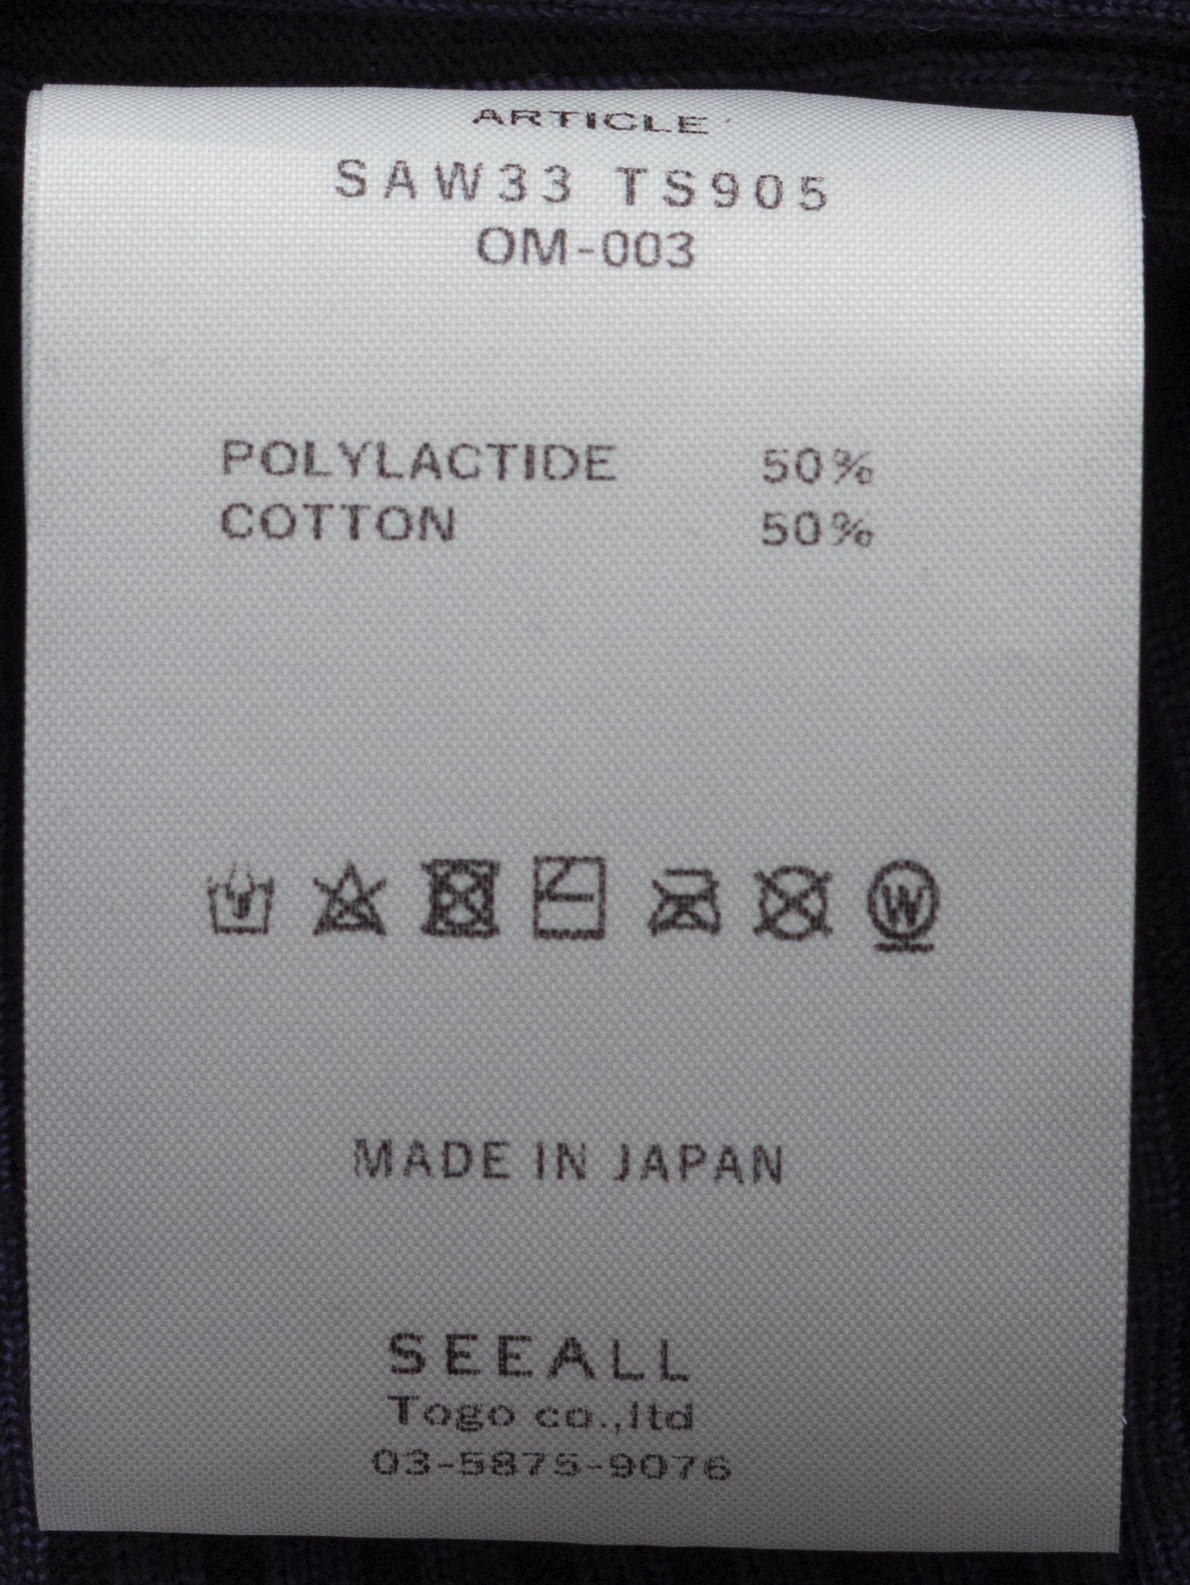 ARTICLE
SAW33 TS905
OM-003
POLYLACTIDE 50%
COTTON 50%
W
MADE IN JAPAN
SEEALL
Togo co.,ltd
03-5875-9076